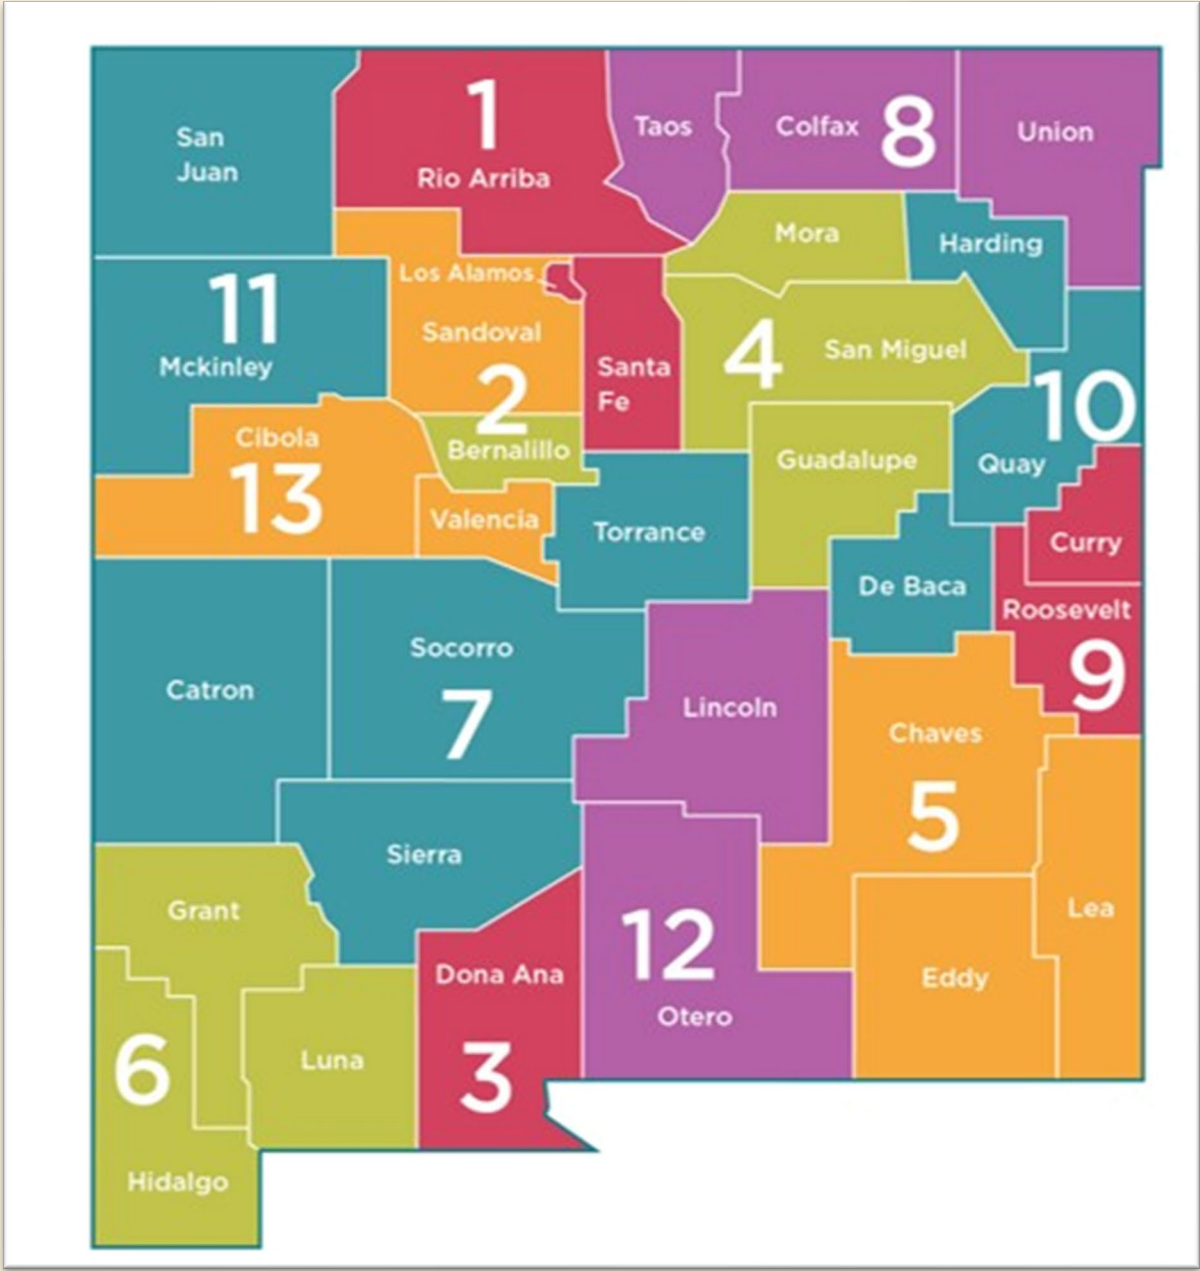 San
Juan
1
Rio Arriba
Taos
Colfax
8
Union
Mora
Harding
11
Mckinley
Los Alamos
Sandoval
2
Santa
Fe
4
San Miguel
10
Cibola
13
Bernalillo
Guadalupe
Quay
Valencia
Torrance
Curry
De Baca
Roosevelt
9
Socorro
7
Catron
Lincoln
Chaves
5
Sierra
Grant
12
Otero
Lea
Eddy
Dona Ana
3
6
Luna
Hidalgo